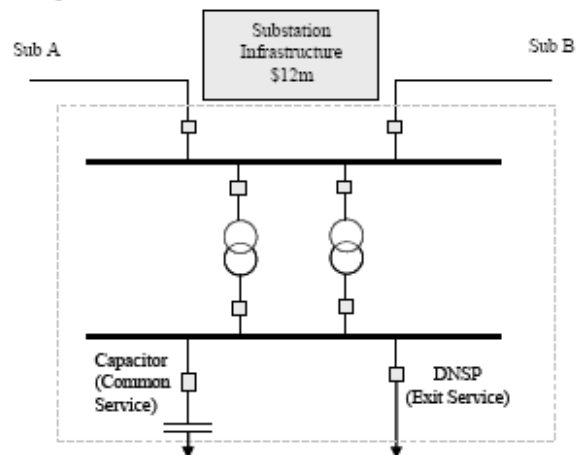 Substation
Infrastructure
$12m
Sub A
Sub B
Capacitor
(Common
Service)
DNSP
(Exit Service)